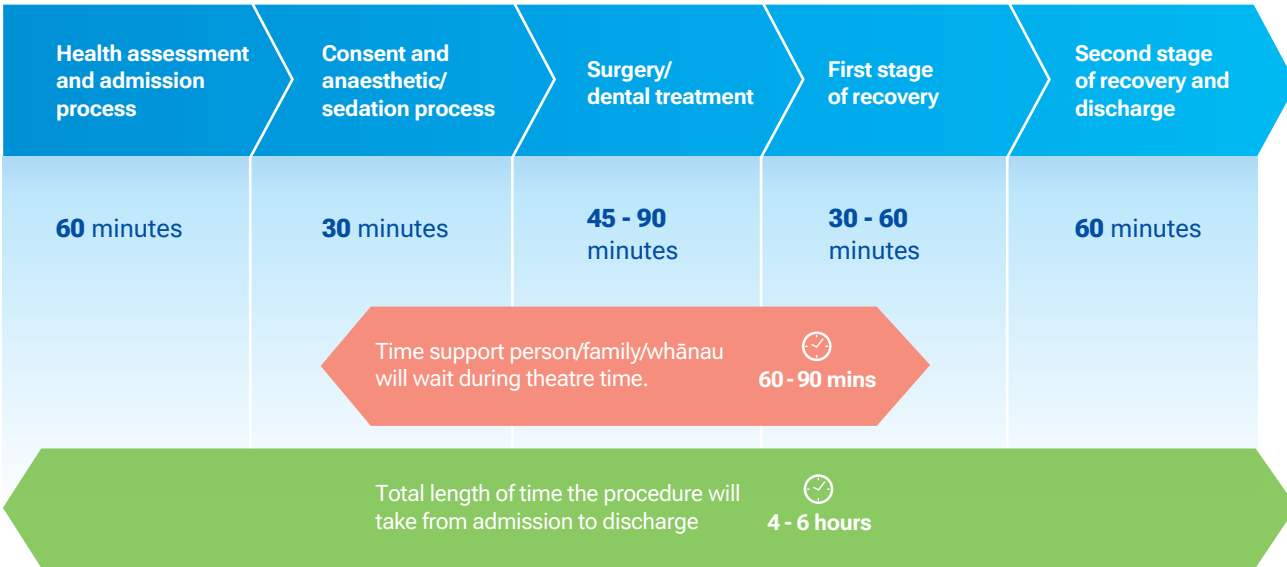 Health assessment
and admission
process
Consent and
anaesthetic/
sedation process
Surgery/
dental treatment
First stage
of recovery
Second stage
of recovery and
discharge
60 minutes
30 minutes
45 - 90
minutes
30 - 60
minutes
60 minutes
Time support person/family/whānau
will wait during theatre time.
60 - 90 mins
Total length of time the procedure will
take from admission to discharge
4 - 6 hours